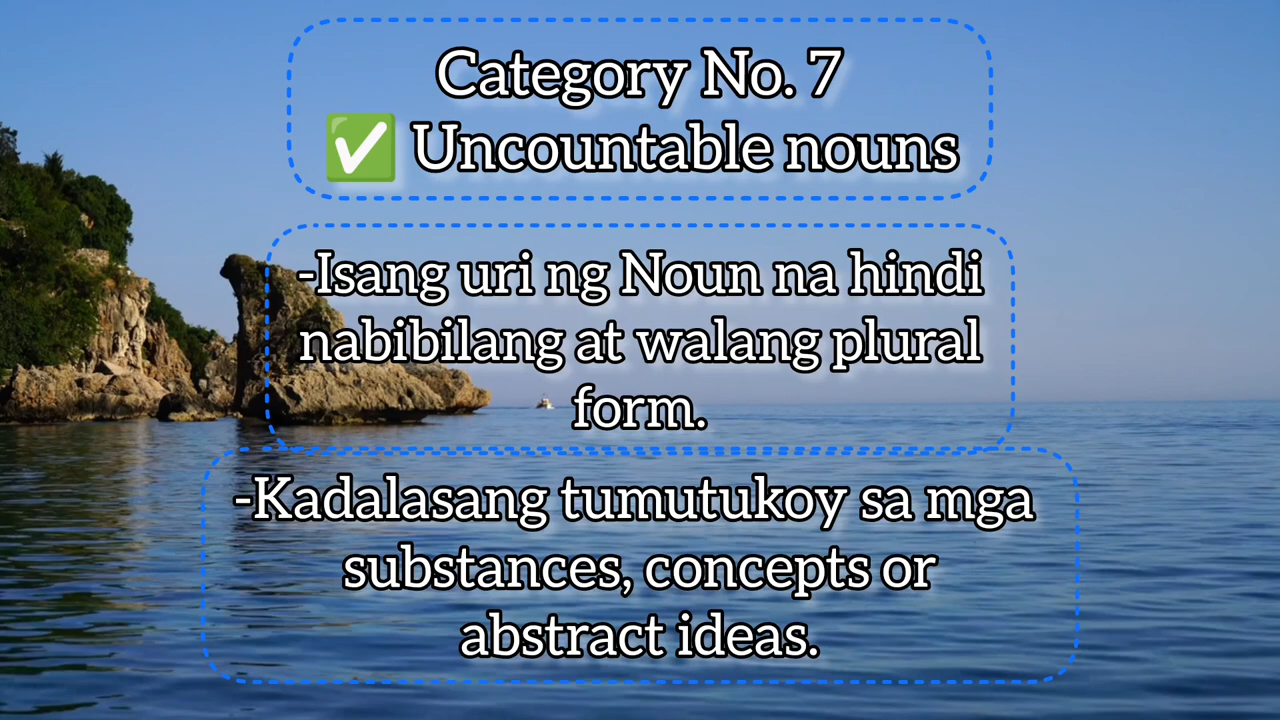 Category No. 7
✅ Uncountable nouns
-Isang uri ng Noun na hindi
nabibilang at walang plural
form.
-Kadalasang tumutukoy sa mga
substances, concepts or
abstract ideas.